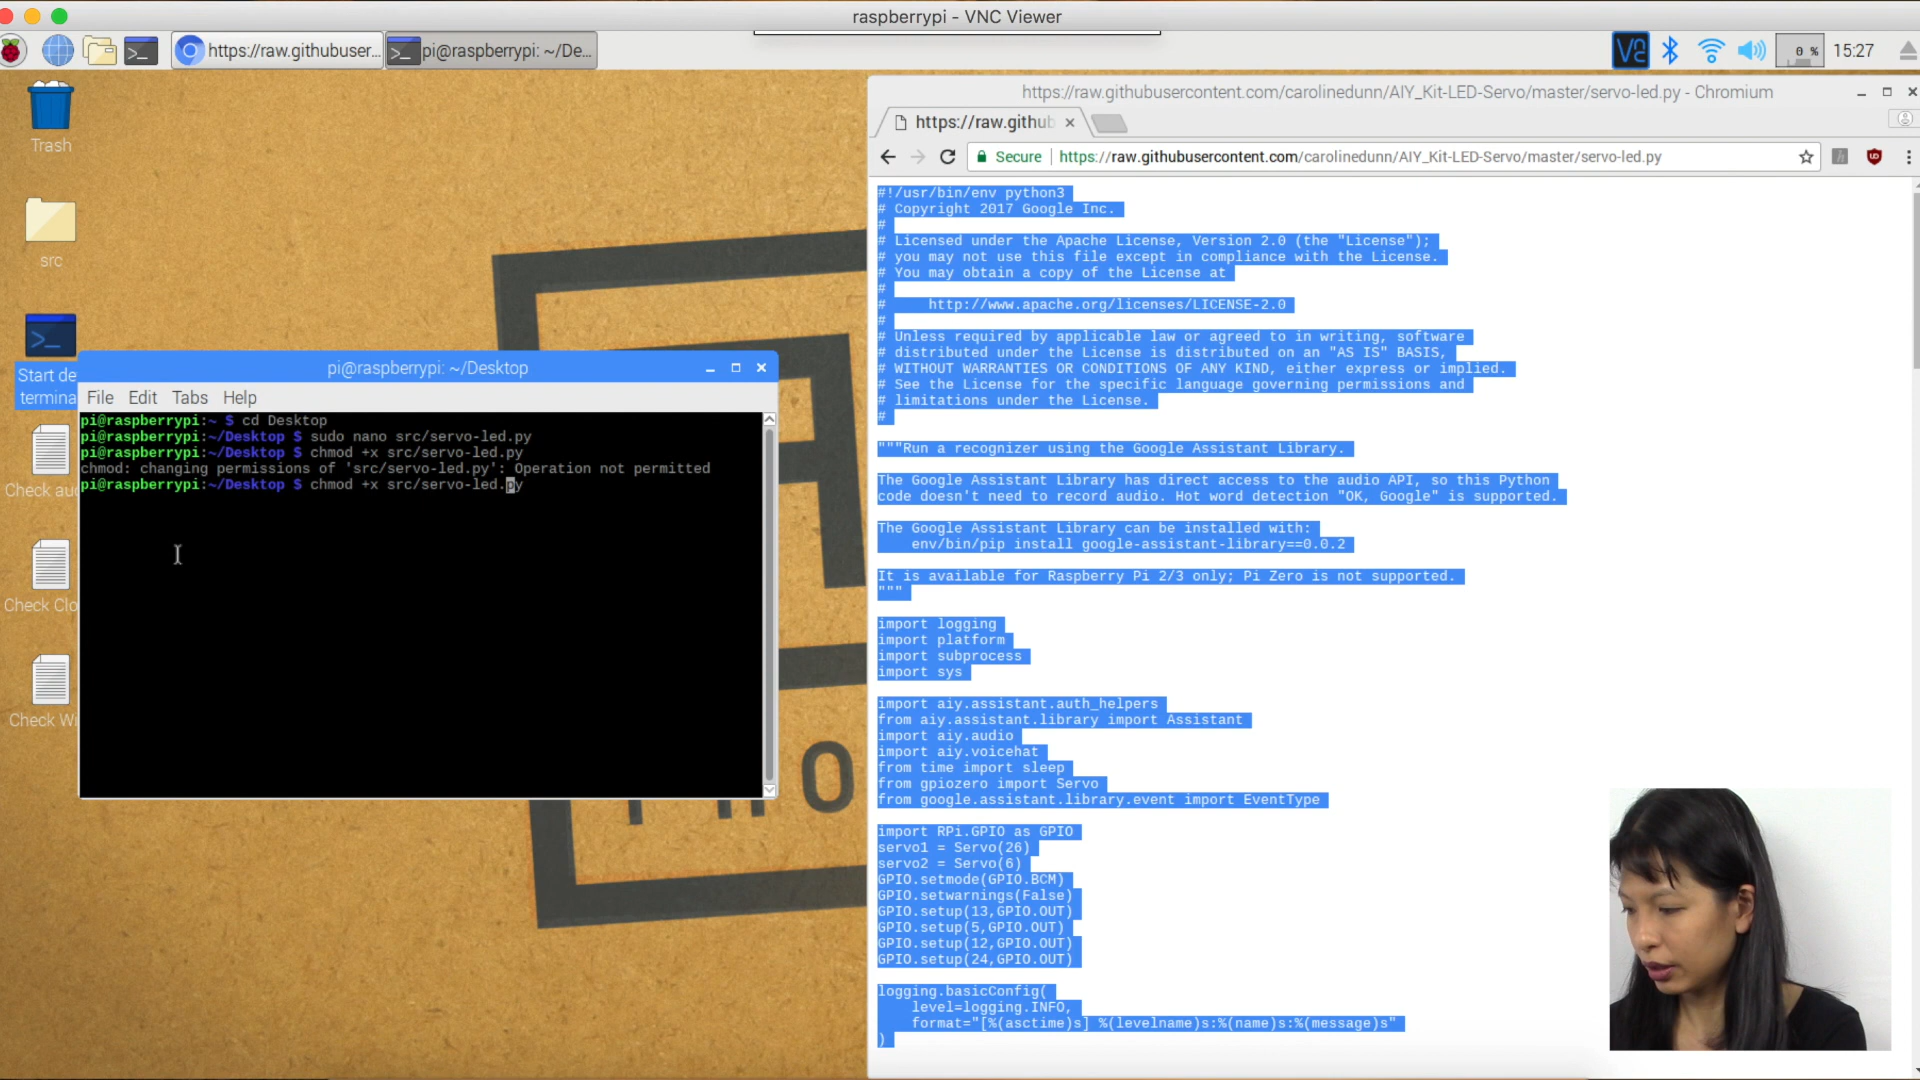 raspberrypi - VNC Viewer
https://raw.githubuser...
pi@raspberrypi: ~/De...
0 %
15:27
Trash
src
Start de
termina
Check au
Check Clo
Check Wi
pi@raspberrypi: ~/Desktop
File Edit Tabs Help
pi@raspberrypi:~ $ cd Desktop
pi@raspberrypi:~/Desktop $ sudo nano src/servo-led.py
pi@raspberrypi:~/Desktop $ chmod +x src/servo-led.py
chmod: changing permissions of 'src/servo-led.py': Operation not permitted
pi@raspberrypi:~/Desktop $ chmod +x src/servo-led.py
https://raw.githubusercontent.com/carolinedunn/AIY_Kit-LED-Servo/master/servo-led.py - Chromium
https://raw.github
Secure https://raw.githubusercontent.com/carolinedunn/AIY_Kit-LED-Servo/master/servo-led.py
#!/usr/bin/env python3
# Copyright 2017 Google Inc.
#
# Licensed under the Apache License, Version 2.0 (the "License");
# you may not use this file except in compliance with the License.
# You may obtain a copy of the License at
#
#     http://www.apache.org/licenses/LICENSE-2.0
#
# Unless required by applicable law or agreed to in writing, software
# distributed under the License is distributed on an "AS IS" BASIS,
# WITHOUT WARRANTIES OR CONDITIONS OF ANY KIND, either express or implied.
# See the License for the specific language governing permissions and
# limitations under the License.
#
"""Run a recognizer using the Google Assistant Library.
The Google Assistant Library has direct access to the audio API, so this Python
code doesn't need to record audio. Hot word detection "OK, Google" is supported.
The Google Assistant Library can be installed with:
    env/bin/pip install google-assistant-library==0.0.2
It is available for Raspberry Pi 2/3 only; Pi Zero is not supported.
"""
import logging
import platform
import subprocess
import sys
import aiy.assistant.auth_helpers
from aiy.assistant.library import Assistant
import aiy.audio
import aiy.voicehat
from time import sleep
from gpiozero import Servo
from google.assistant.library.event import EventType
import RPi.GPIO as GPIO
servo1 = Servo(26)
servo2 = Servo(6)
GPIO.setmode(GPIO.BCM)
GPIO.setwarnings(False)
GPIO.setup(13,GPIO.OUT)
GPIO.setup(5,GPIO.OUT)
GPIO.setup(12,GPIO.OUT)
GPIO.setup(24,GPIO.OUT)
logging.basicConfig(
    level=logging.INFO,
    format="[%(asctime)s] %(levelname)s:%(name)s:%(message)s"
)